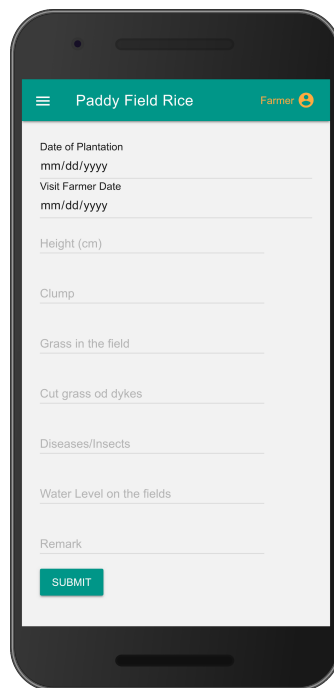 Paddy Field Rice Farmer
Date of Plantation
mm/dd/yyyy
Visit Farmer Date
mm/dd/yyyy
Height (cm)
Clump
Grass in the field
Cut grass od dykes
Diseases/Insects
Water Level on the fields
Remark
SUBMIT